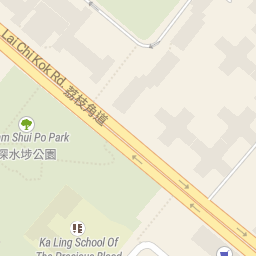 Lai Chi Kok Rd. 荔枝角道
Shui Po Park
深水埗公園
Ka Ling School Of
The Precious Blood